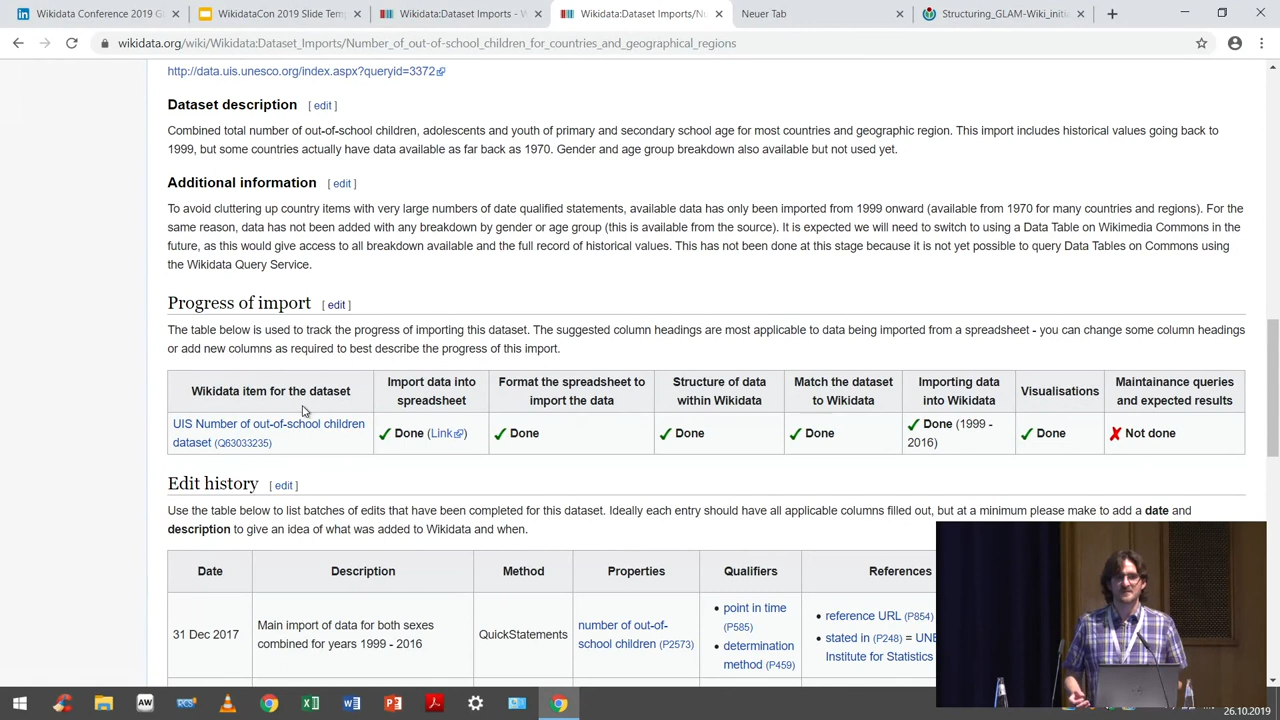 Wikidata Conference 2019 G
WikidataCon 2019 Slide Tem
Wikidata:Dataset Imports - W
Wikidata:Dataset Imports/Nu
Neuer Tab
Structuring_GLAM-Wiki_initia
wikidata.org/wiki/Wikidata:Dataset_Imports/Number_of_out-of-school_children_for_countries_and_geographical_regions
http://data.uis.unesco.org/index.aspx?queryid=3372
Dataset description [ edit ]
Combined total number of out-of-school children, adolescents and youth of primary and secondary school age for most countries and geographic region. This import includes historical values going back to
1999, but some countries actually have data available as far back as 1970. Gender and age group breakdown also available but not used yet.
Additional information [ edit ]
To avoid cluttering up country items with very large numbers of date qualified statements, available data has only been imported from 1999 onward (available from 1970 for many countries and regions). For the
same reason, data has not been added with any breakdown by gender or age group (this is available from the source). It is expected we will need to switch to using a Data Table on Wikimedia Commons in the
future, as this would give access to all breakdown available and the full record of historical values. This has not been done at this stage because it is not yet possible to query Data Tables on Commons using
the Wikidata Query Service.
Progress of import [ edit ]
The table below is used to track the progress of importing this dataset. The suggested column headings are most applicable to data being imported from a spreadsheet - you can change some column headings
or add new columns as required to best describe the progress of this import.
Wikidata item for the dataset
Import data into
spreadsheet
Format the spreadsheet to
import the data
Structure of data
within Wikidata
Match the dataset
to Wikidata
Importing data
into Wikidata
Visualisations
Maintainance queries
and expected results
UIS Number of out-of-school children
dataset (Q63033235)
Done (Link)
Done
Done
Done
Done (1999 -
2016)
Done
Not done
Edit history [ edit ]
Use the table below to list batches of edits that have been completed for this dataset. Ideally each entry should have all applicable columns filled out, but at a minimum please make to add a date and
description to give an idea of what was added to Wikidata and when.
Date
Description
Method
Properties
Qualifiers
References
31 Dec 2017
Main import of data for both sexes
combined for years 1999 - 2016
QuickStatements
number of out-of-
school children (P2573)
• point in time
(P585)
• determination
method (P459)
• reference URL (P854)
• stated in (P248) = UNE
Institute for Statistics
AW
RCS
26.10.2019